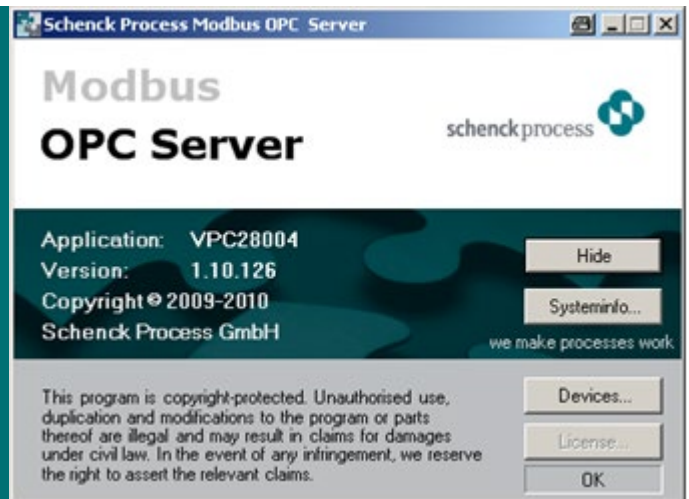 Schenck Process Modbus OPC Server
Modbus
OPC Server
schenckprocess
Application: VPC28004
Version: 1.10.126
Copyright © 2009-2010
Schenck Process GmbH
Hide
Systeminfo...
we make processes work
This program is copyright-protected. Unauthorised use,
duplication and modifications to the program or parts
thereof are illegal and may result in claims for damages
under civil law. In the event of any infringement, we reserve
the right to assert the relevant claims.
Devices...
License...
OK